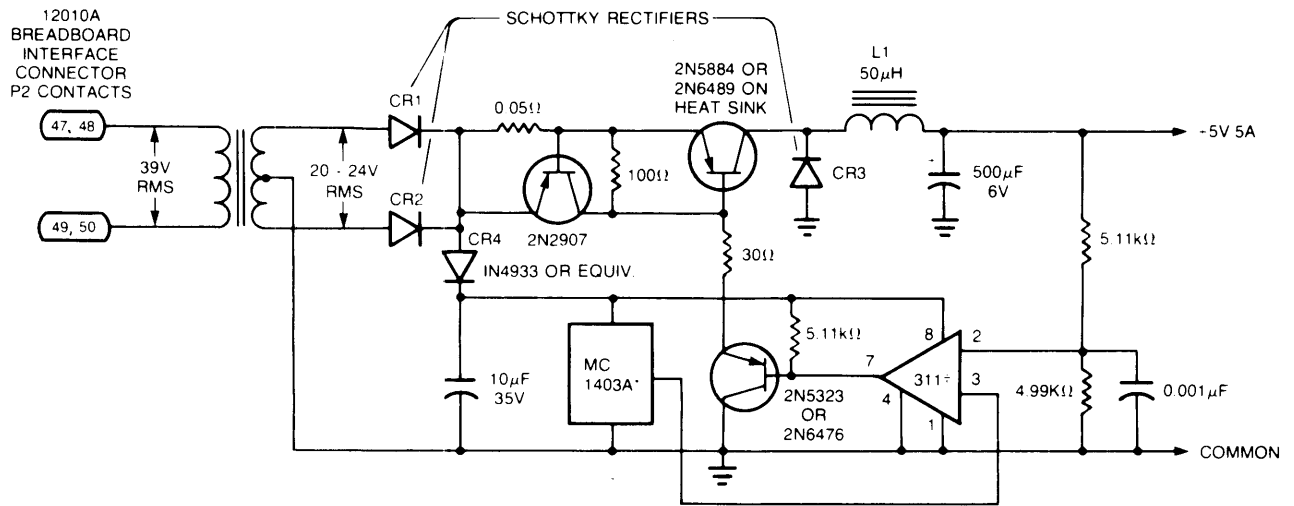 12010A
BREADBOARD
INTERFACE
CONNECTOR
P2 CONTACTS
SCHOTTKY RECTIFIERS
47, 48
49, 50
39V
RMS
20 - 24V
RMS
CR1
CR2
0.05Ω
100Ω
2N2907
2N5884 OR
2N6489 ON
HEAT SINK
L1
50μH
CR3
500μF
6V
+5V 5A
CR4
IN4933 OR EQUIV.
30Ω
5.11kΩ
5.11kΩ
10μF
35V
MC
1403A*
2N5323
OR
2N6476
7
8
2
3
4
1
311÷
4.99KΩ
0.001μF
COMMON